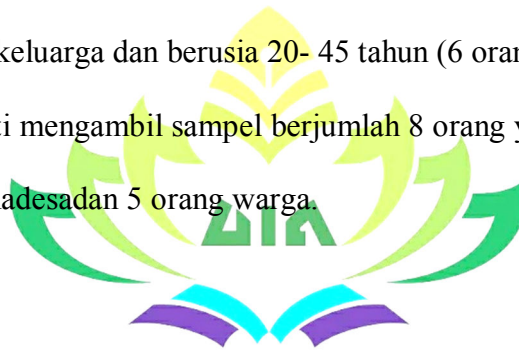 keluarga dan berusia 20- 45 tahun (6 oran
ti mengambil sampel berjumlah 8 orang y
adesadan 5 orang warga.